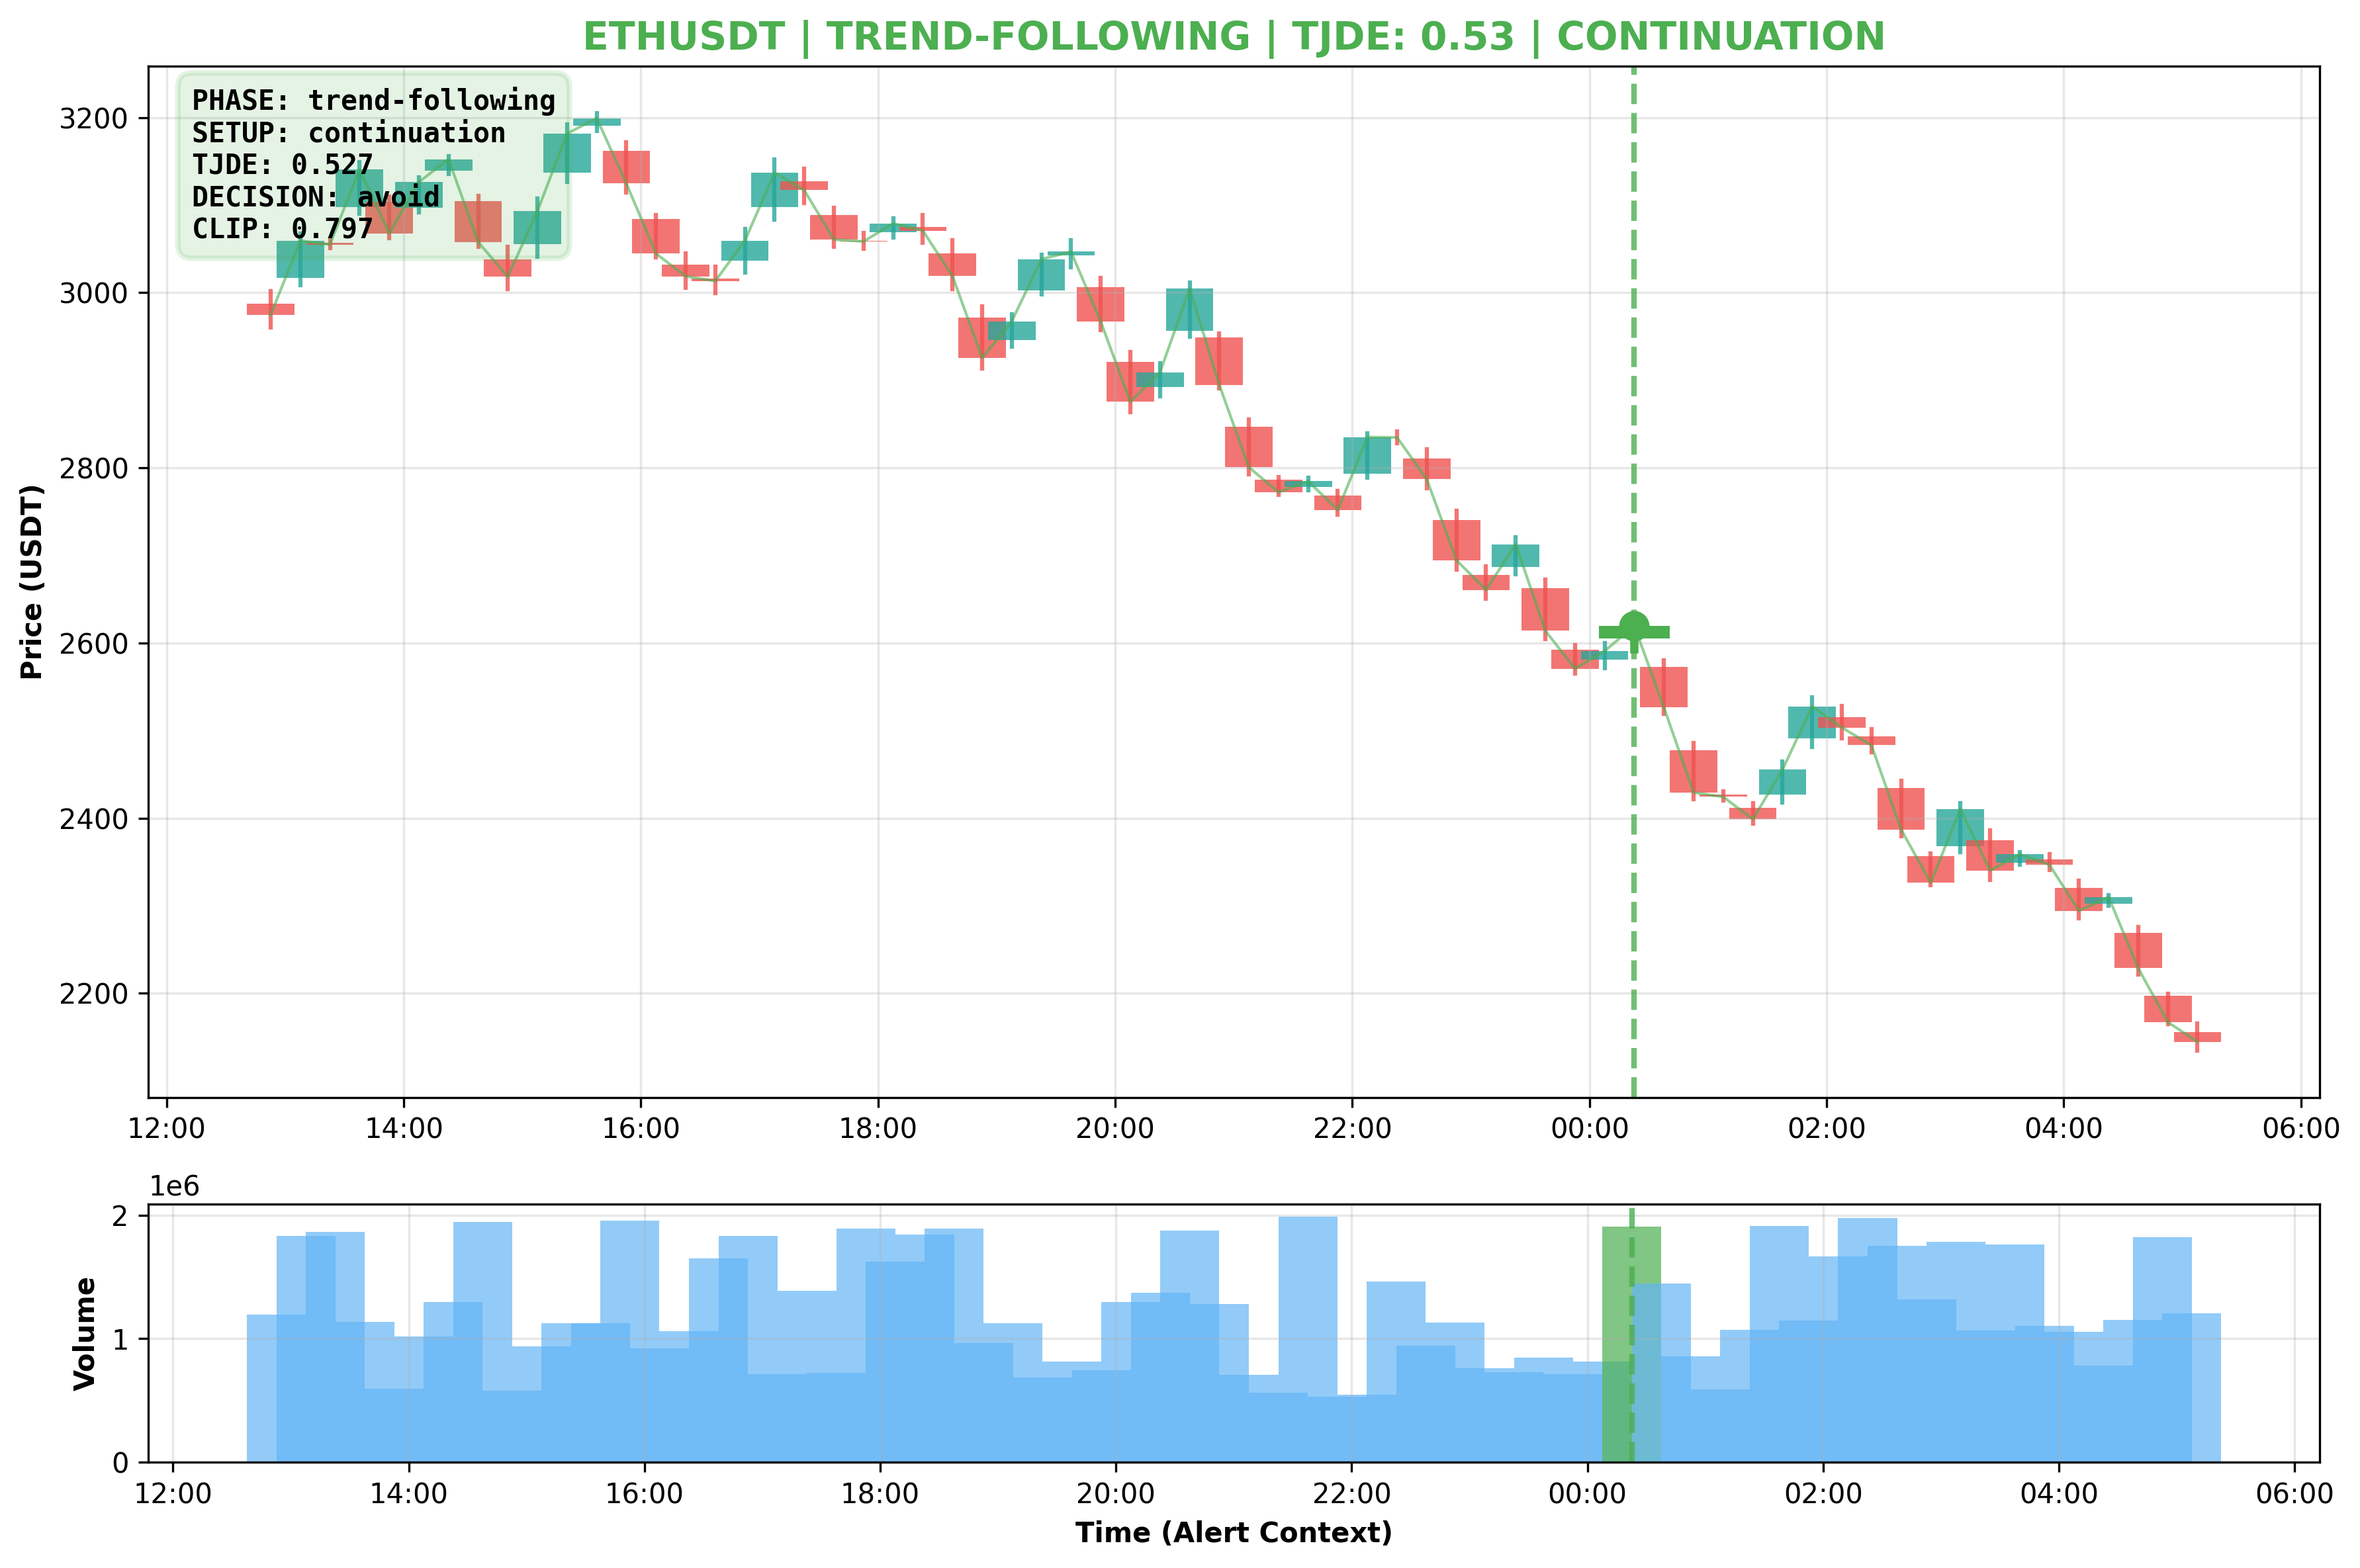 ETHUSDT | TREND-FOLLOWING | TJDE: 0.53 | CONTINUATION
PHASE: trend-following
SETUP: continuation
TJDE: 0.527
DECISION: avoid
CLIP: 0.797
Price (USDT)
3200
3000
2800
2600
2400
2200
12:00 14:00 16:00 18:00 20:00 22:00 00:00 02:00 04:00 06:00
1e6
Volume
2
1
0
12:00 14:00 16:00 18:00 20:00 22:00 00:00 02:00 04:00 06:00
Time (Alert Context)